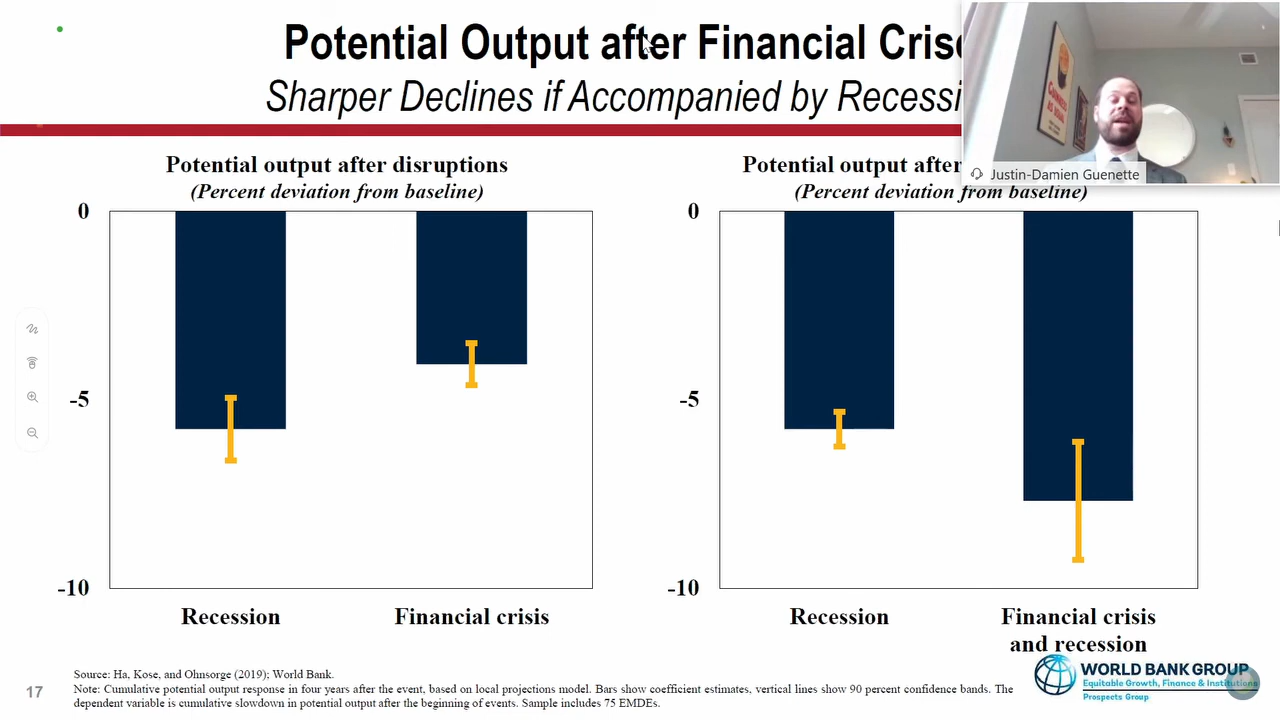 Potential Output after Financial
Sharper Declines if Accompanied by
Justin-Damien Guenette
Potential output after disruptions
(Percent deviation from baseline)
0
-5
-10
Recession
Financial crisis
Potential output after
(Percent deviation from baseline)
0
-5
-10
Recession
Financial crisis
and recession
Source: Ha, Kose, and Ohnsorge (2019); World Bank.
Note: Cumulative potential output response in four years after the event, based on local projections model. Bars show coefficient estimates, vertical lines show 90 percent confidence bands. The
dependent variable is cumulative slowdown in potential output after the beginning of events. Sample includes 75 EMDEs.
17
WORLD BANK GROUP
Equitable Growth, Finance & Institutions
Prospects Group